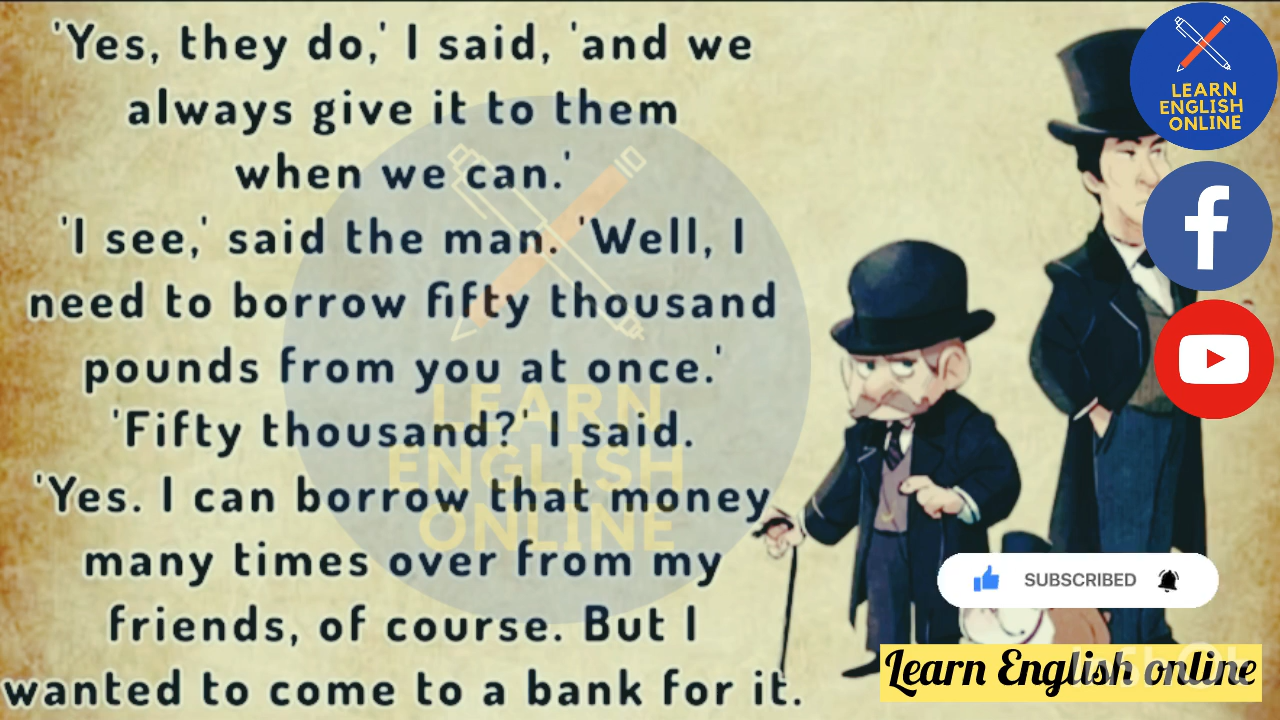 'Yes, they do,' I said, 'and we
always give it to them
when we can.'
'I see,' said the man. 'Well, I
need to borrow fifty thousand
pounds from you at once.'
'Fifty thousand?' I said.
'Yes. I can borrow that money
many times over from my
friends, of course. But I
wanted to come to a bank for it.
LEARN
ENGLISH
ONLINE
LEARN
ENGLISH
ONLINE
f
SUBSCRIBED
Learn English online